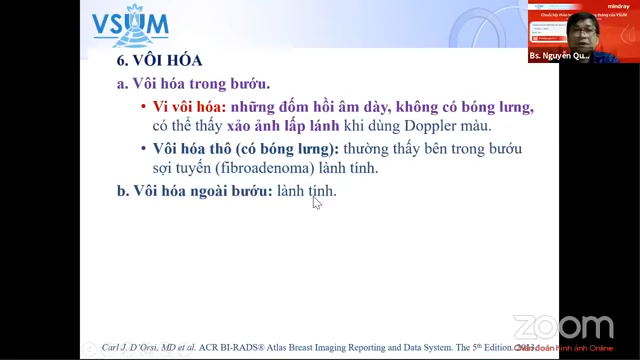 VSUM
6. VÔI HÓA
a. Vôi hóa trong bướu.
• Vi vôi hóa: những đốm hồi âm dày, không có bóng lưng,
có thể thấy xảo ảnh lấp lánh khi dùng Doppler màu.
• Vôi hóa thô (có bóng lưng): thường thấy bên trong bướu
sợi tuyến (fibroadenoma) lành tính.
b. Vôi hóa ngoài bướu: lành tính.
Carl J. D'Orsi, MD et al. ACR BI-RADS® Atlas Breast Imaging Reporting and Data System. The 5th Edition. 2013
mindray
Bs. Nguyễn Qu...
zoom
Chẩn đoán hình ảnh Online